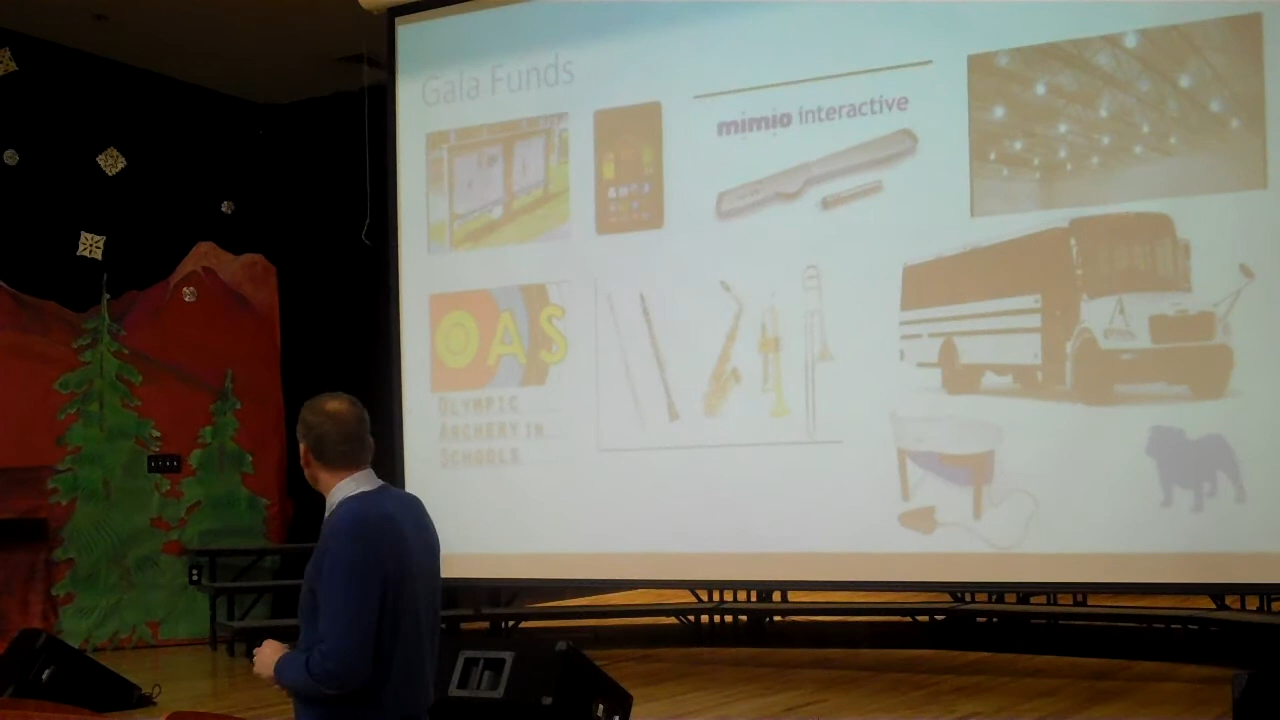 Gala Funds
mimio interactive
OAS
OLYMPIC
ARCHERY IN
SCHOOLS
A